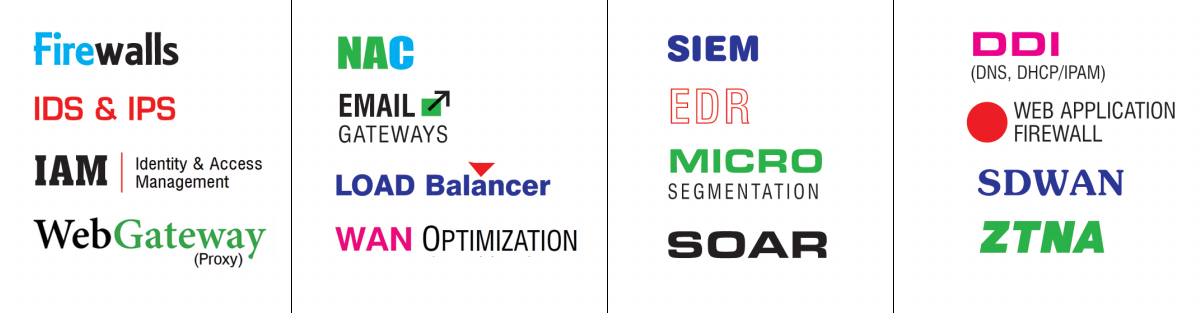 Firewalls
IDS & IPS
IAM
Identity & Access
Management
WebGateway
(Proxy)
NAC
EMAIL
GATEWAYS
LOAD Balancer
WAN OPTIMIZATION
SIEM
EDR
MICRO
SEGMENTATION
SOAR
DDI
(DNS, DHCP/IPAM)
WEB APPLICATION
FIREWALL
SDWAN
ZTNA